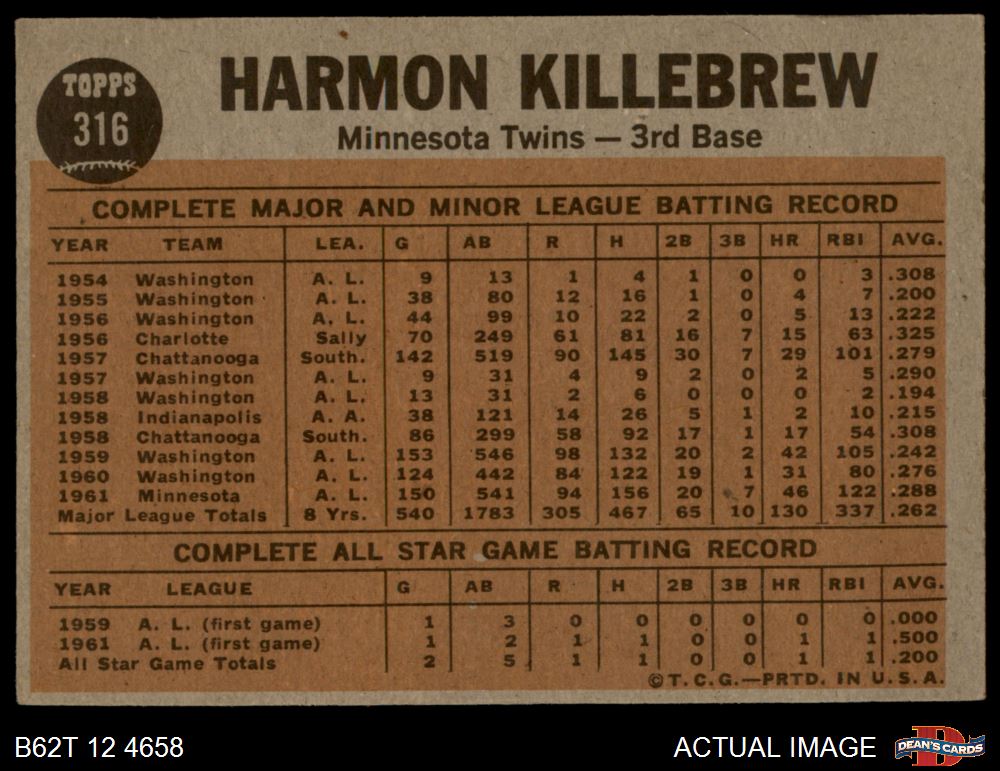 TOPPS
316
HARMON KILLEBREW
Minnesota Twins — 3rd Base
COMPLETE MAJOR AND MINOR LEAGUE BATTING RECORD
YEAR TEAM LEA. G AB R H 2B 3B HR RBI AVG.
1954 Washington A. L. 9 13 1 4 1 0 0 3 .308
1955 Washington A. L. 38 80 12 16 1 0 4 7 .200
1956 Washington A. L. 44 99 10 22 2 0 5 13 .222
1956 Charlotte Sally 70 249 61 81 16 7 15 63 .325
1957 Chattanooga South. 142 519 90 145 30 7 29 101 .279
1957 Washington A. L. 9 31 4 9 2 0 2 5 .290
1958 Washington A. L. 13 31 2 6 0 0 0 2 .194
1958 Indianapolis A. A. 38 121 14 26 5 1 2 10 .215
1958 Chattanooga South. 86 299 58 92 17 1 17 54 .308
1959 Washington A. L. 153 546 98 132 20 2 42 105 .242
1960 Washington A. L. 124 442 84 122 19 1 31 80 .276
1961 Minnesota A. L. 150 541 94 156 20 7 46 122 .288
Major League Totals 8 Yrs. 540 1783 305 467 65 10 130 337 .262
COMPLETE ALL STAR GAME BATTING RECORD
YEAR LEAGUE G AB R H 2B 3B HR RBI AVG.
1959 A. L. (first game) 1 3 0 0 0 0 0 0 .000
1961 A. L. (first game) 1 2 1 1 0 0 1 1 .500
All Star Game Totals 2 5 1 1 0 0 1 1 .200
©T.C.G.—PRTD. IN U.S.A.
B62T 12 4658
ACTUAL IMAGE
DEAN'S CARDS